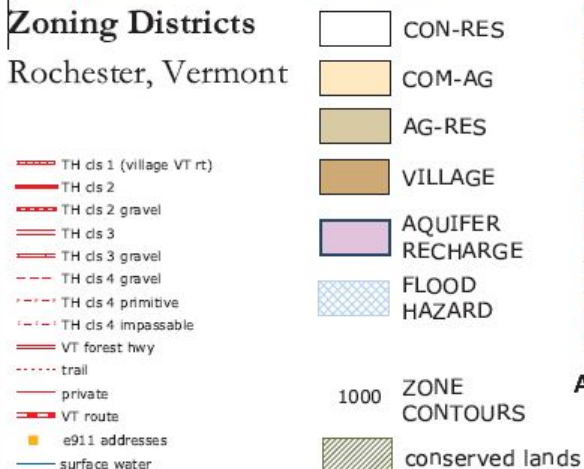 Zoning Districts
Rochester, Vermont
TH cls 1 (village VT rt)
TH cls 2
TH cls 2 gravel
TH cls 3
TH cls 3 gravel
TH cls 4 gravel
TH cls 4 primitive
TH cls 4 impassable
VT forest hwy
trail
private
VT route
e911 addresses
surface water
CON-RES
COM-AG
AG-RES
VILLAGE
AQUIFER
RECHARGE
FLOOD
HAZARD
1000 ZONE
CONTOURS
conserved lands
A